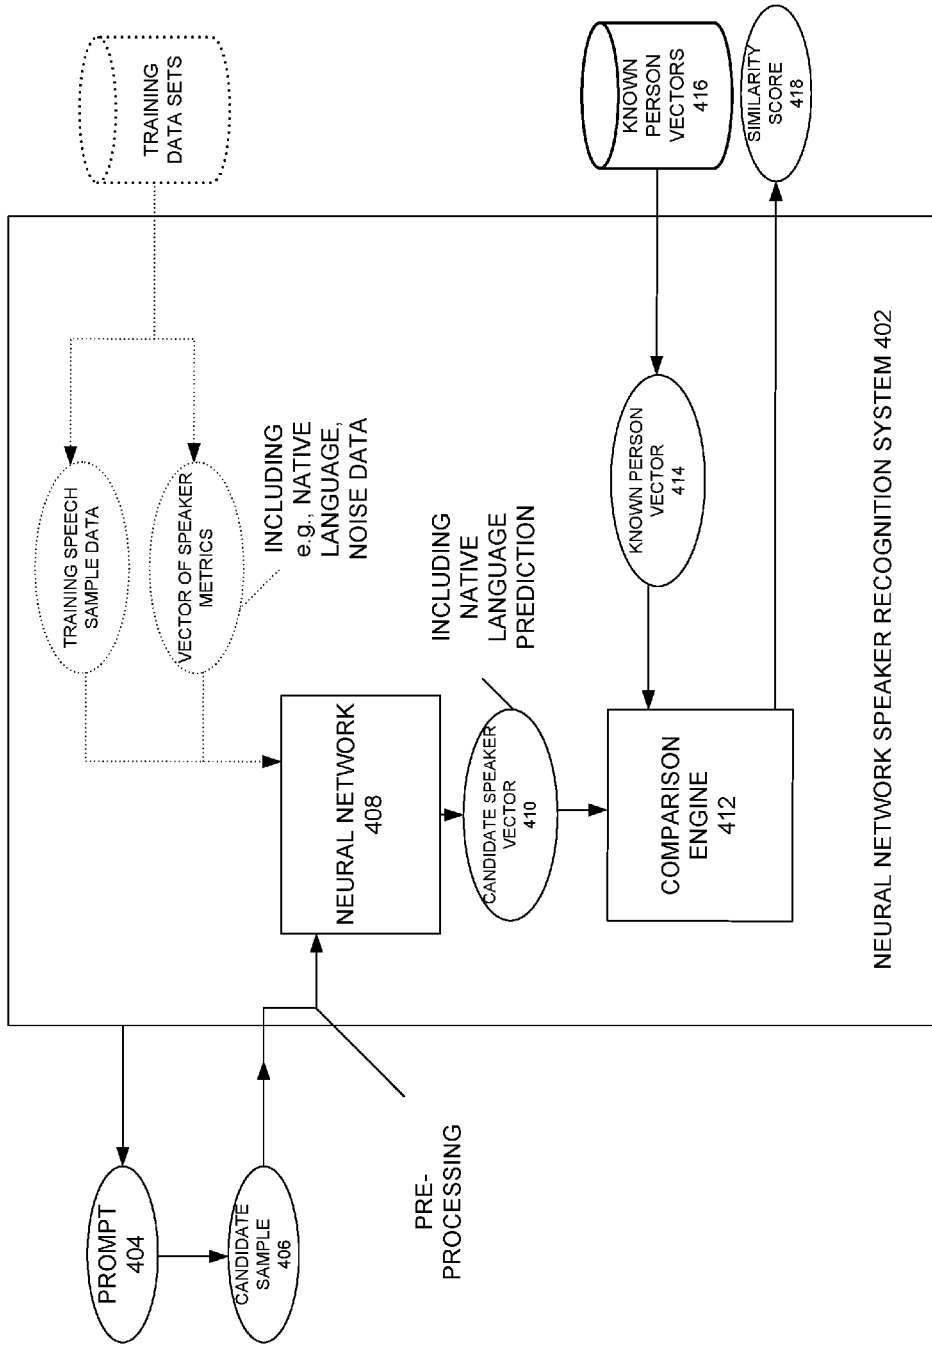 PROMPT
404
CANDIDATE
SAMPLE
406
PRE-
PROCESSING
TRAINING
DATA SETS
TRAINING SPEECH
SAMPLE DATA
VECTOR OF SPEAKER
METRICS
INCLUDING
e.g., NATIVE
LANGUAGE,
NOISE DATA
NEURAL NETWORK
408
CANDIDATE SPEAKER
VECTOR
410
INCLUDING
NATIVE
LANGUAGE
PREDICTION
COMPARISON
ENGINE
412
KNOWN PERSON
VECTOR
414
KNOWN
PERSON
VECTORS
416
SIMILARITY
SCORE
418
NEURAL NETWORK SPEAKER RECOGNITION SYSTEM 402